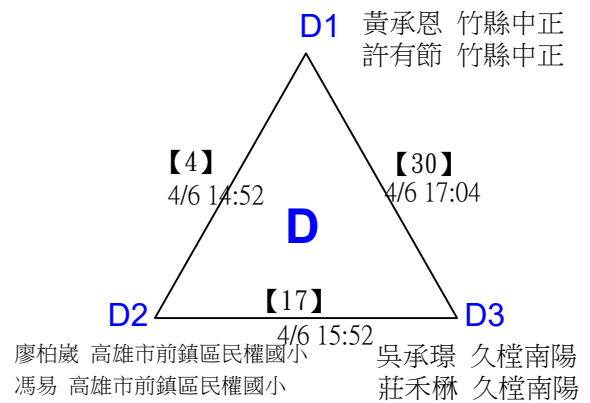 D1
黃承恩 竹縣中正
許有節 竹縣中正
【4】
4/6 14:52
【30】
4/6 17:04
D
【17】
4/6 15:52
D2
D3
廖柏崴 高雄市前鎮區民權國小
馮易 高雄市前鎮區民權國小
吳承璟 久樘南陽
莊禾楙 久樘南陽